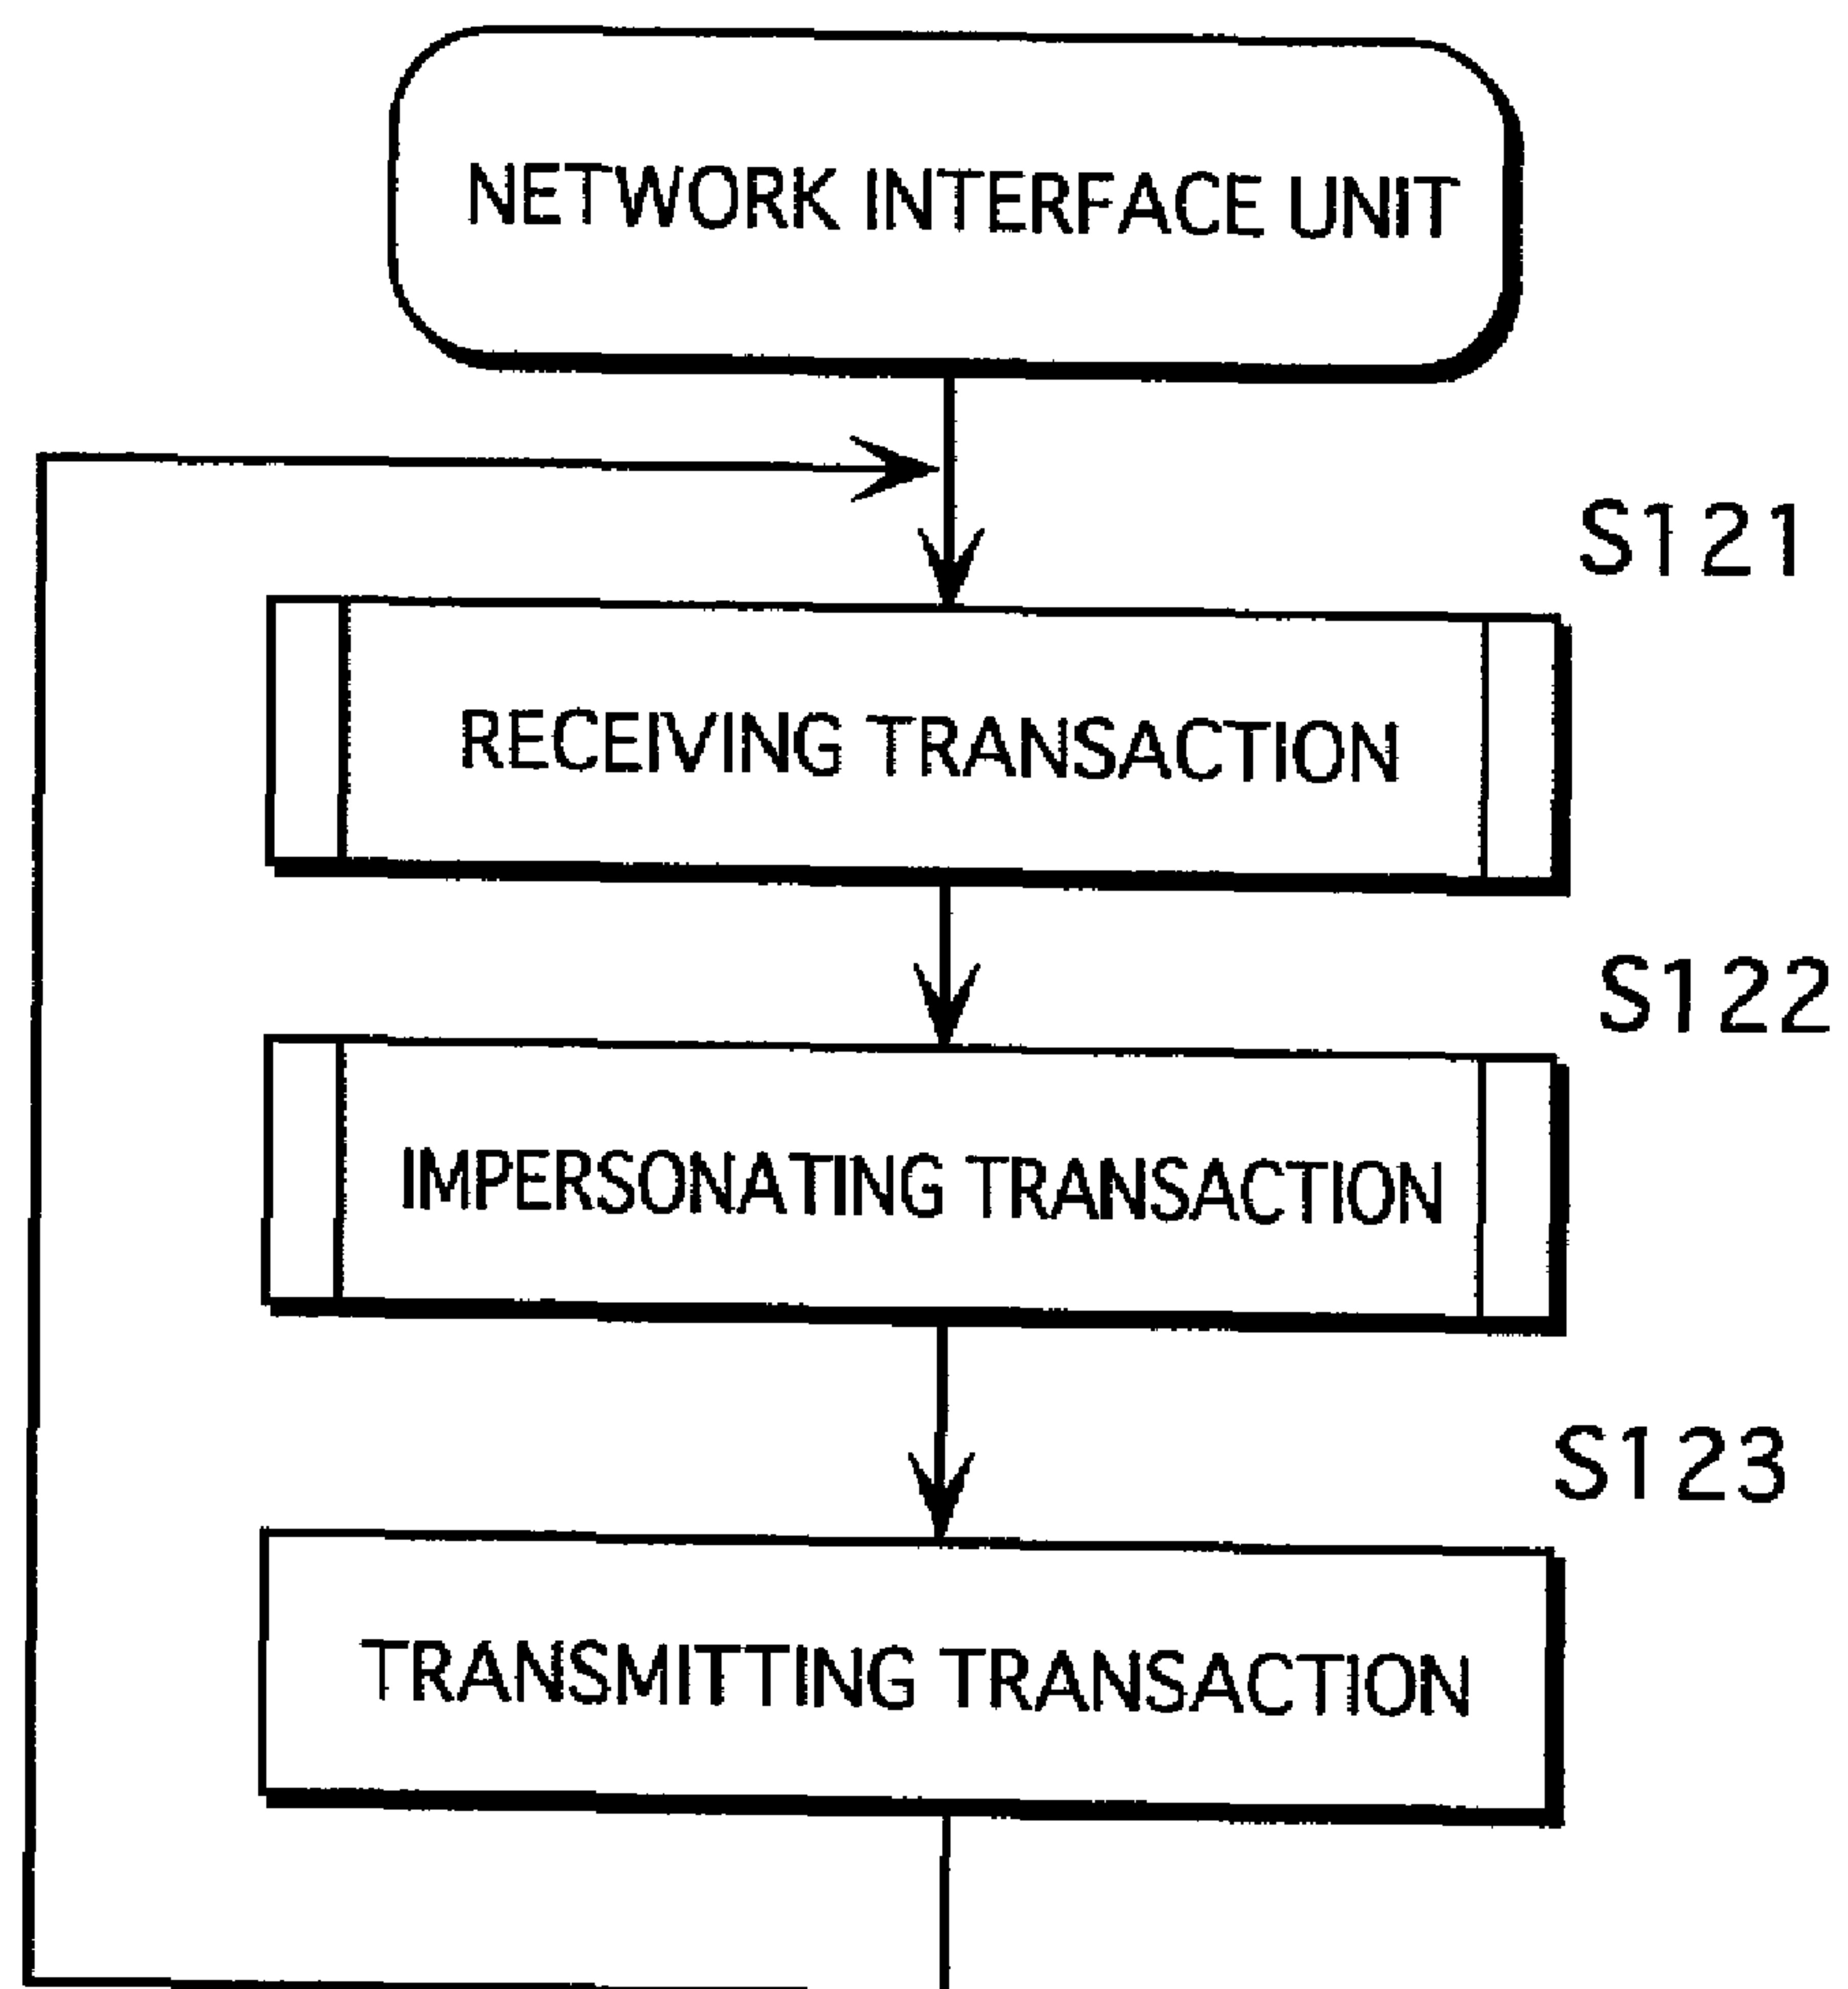 NETWORK INTERFACE UNIT
S121
RECEIVING TRANSACTION
S122
IMPERSONATING TRANSACTION
S123
TRANSMITTING TRANSACTION